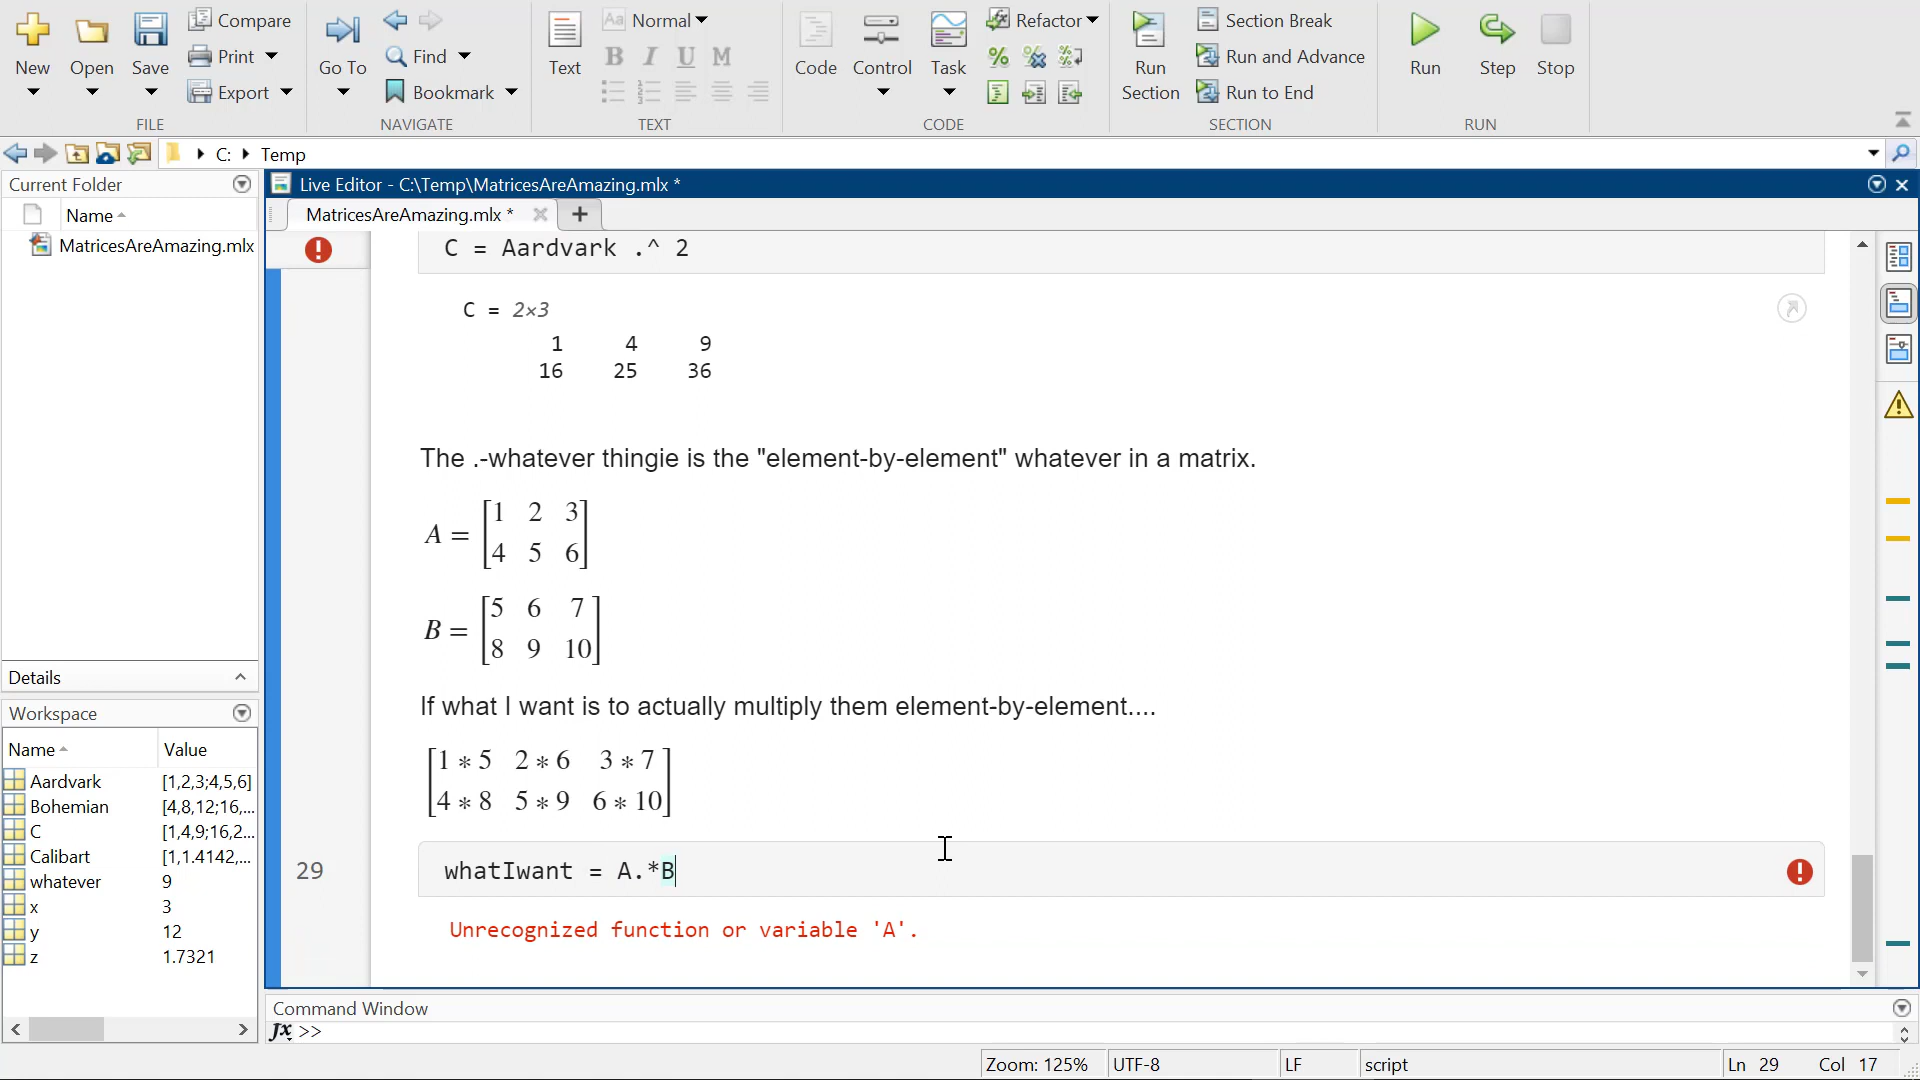 New
Open
Save
Compare
Print
Export
FILE
Go To
Find
Bookmark
NAVIGATE
Text
Aa Normal
B I U M
TEXT
Code
Control
Task
Refactor
CODE
Run
Section
Section Break
Run and Advance
Run to End
SECTION
Run
Step
Stop
RUN
C: Temp
Current Folder
Name
MatricesAreAmazing.mlx
Details
Workspace
Name Value
Aardvark [1,2,3;4,5,6]
Bohemian [4,8,12;16,...
C [1,4,9;16,2...
Calibart [1,1.4142,...
whatever 9
x 3
y 12
z 1.7321
Live Editor - C:\Temp\MatricesAreAmazing.mlx *
MatricesAreAmazing.mlx *
C = Aardvark .^ 2
C = 2×3
1 4 9
16 25 36
The .-whatever thingie is the "element-by-element" whatever in a matrix.
A = [1 2 3
4 5 6]
B = [5 6 7
8 9 10]
If what I want is to actually multiply them element-by-element....
[1 ∗ 5 2 ∗ 6 3 ∗ 7
4 ∗ 8 5 ∗ 9 6 ∗ 10]
29 whatIwant = A.*B
Unrecognized function or variable 'A'.
Command Window
fx >>
Zoom: 125% UTF-8 LF script Ln 29 Col 17